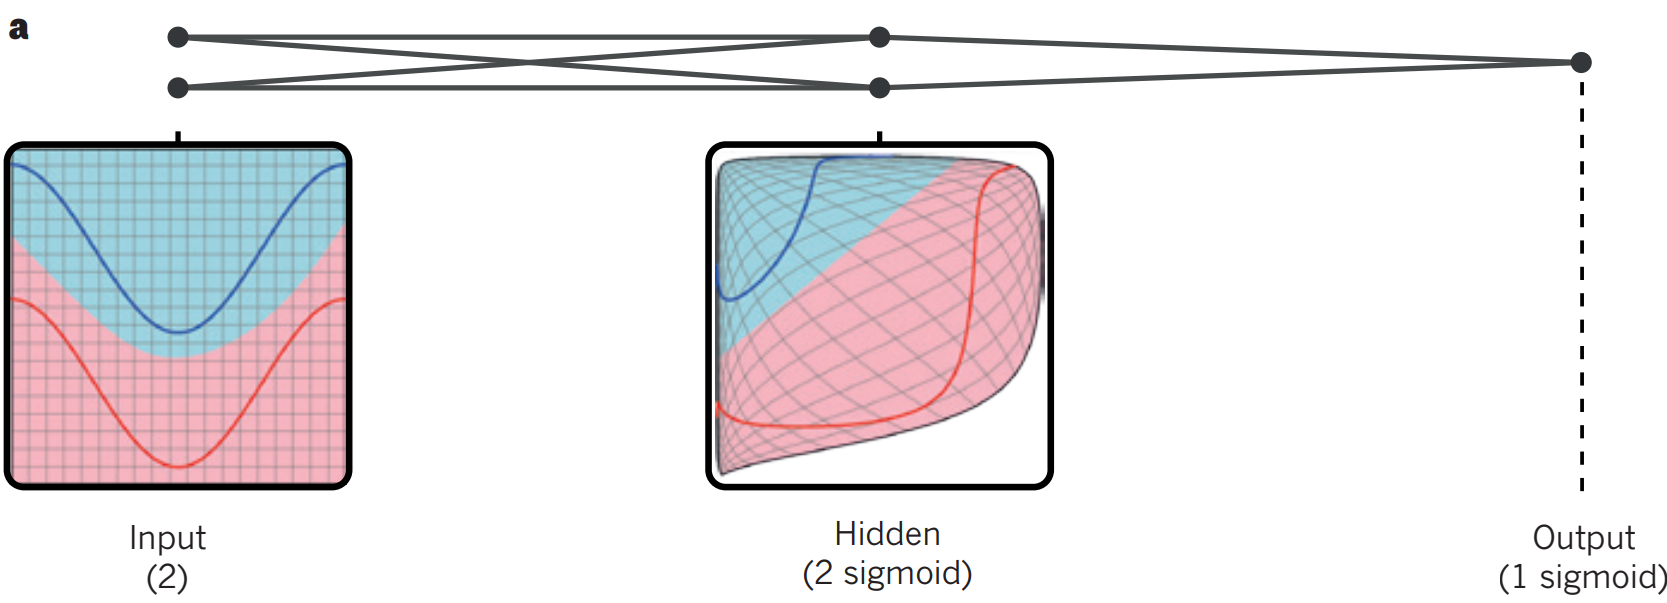 a
Input
(2)
Hidden
(2 sigmoid)
Output
(1 sigmoid)